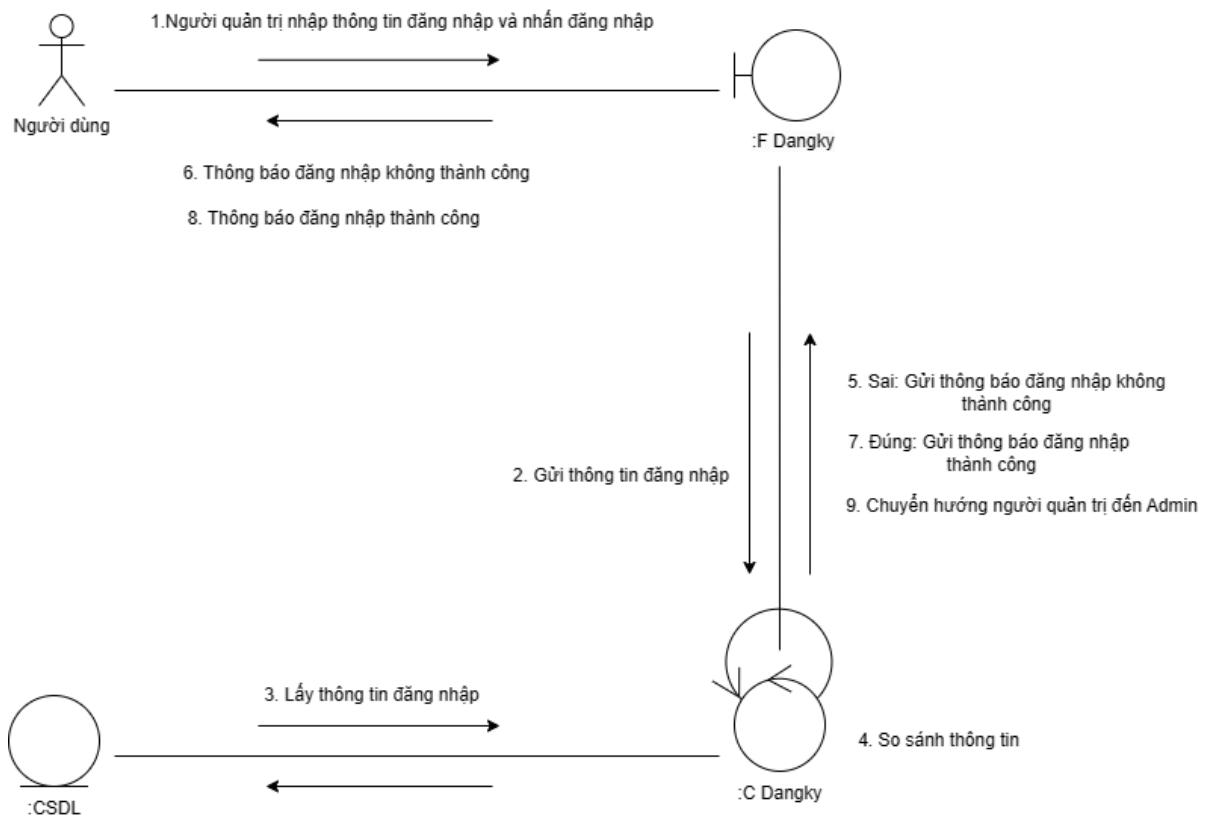 1.Người quản trị nhập thông tin đăng nhập và nhấn đăng nhập
Người dùng
:F Dangky
6. Thông báo đăng nhập không thành công
8. Thông báo đăng nhập thành công
5. Sai: Gửi thông báo đăng nhập không
thành công
7. Đúng: Gửi thông báo đăng nhập
thành công
2. Gửi thông tin đăng nhập
9. Chuyển hướng người quản trị đến Admin
3. Lấy thông tin đăng nhập
4. So sánh thông tin
:C Dangky
:CSDL